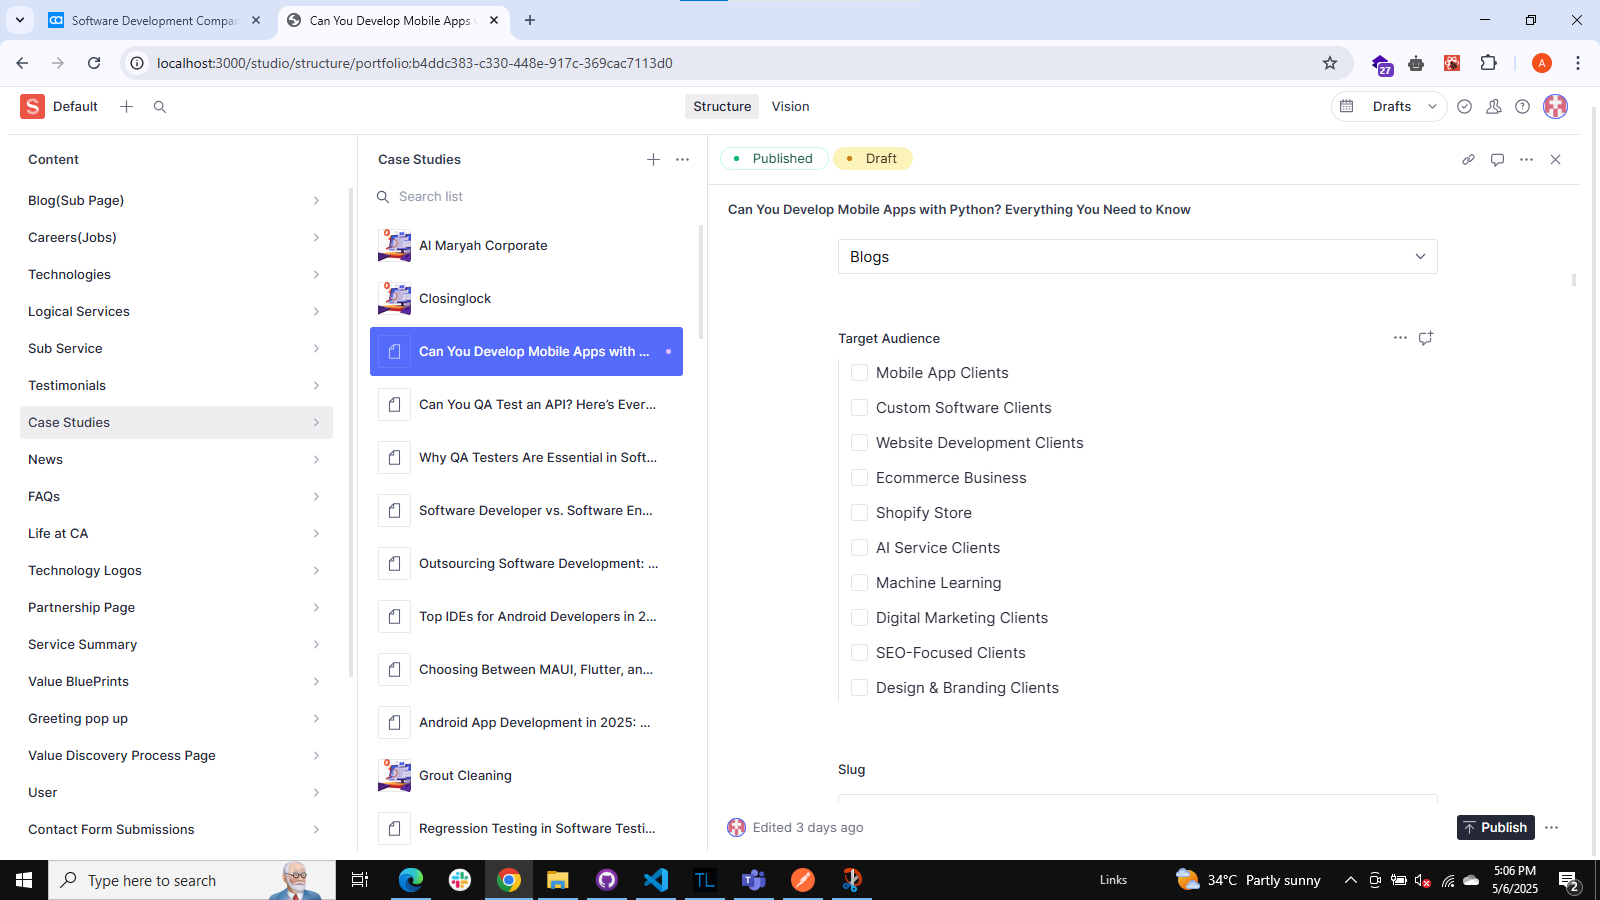 Software Development Compan
Can You Develop Mobile Apps w
localhost:3000/studio/structure/portfolio;b4ddc383-c330-448e-917c-369cac7113d0
27
A
S
Default
Structure
Vision
Drafts
Content
Blog(Sub Page)
Careers(Jobs)
Technologies
Logical Services
Sub Service
Testimonials
Case Studies
News
FAQs
Life at CA
Technology Logos
Partnership Page
Service Summary
Value BluePrints
Greeting pop up
Value Discovery Process Page
User
Contact Form Submissions
Case Studies
Search list
Al Maryah Corporate
Closinglock
Can You Develop Mobile Apps with ...
Can You QA Test an API? Here’s Ever...
Why QA Testers Are Essential in Soft...
Software Developer vs. Software En...
Outsourcing Software Development: ...
Top IDEs for Android Developers in 2...
Choosing Between MAUI, Flutter, an...
Android App Development in 2025: ...
Grout Cleaning
Regression Testing in Software Testi...
Published
Draft
Can You Develop Mobile Apps with Python? Everything You Need to Know
Blogs
Target Audience
Mobile App Clients
Custom Software Clients
Website Development Clients
Ecommerce Business
Shopify Store
AI Service Clients
Machine Learning
Digital Marketing Clients
SEO-Focused Clients
Design & Branding Clients
Slug
Edited 3 days ago
Publish
Type here to search
TL
Links
34°C Partly sunny
5:06 PM
5/6/2025
2